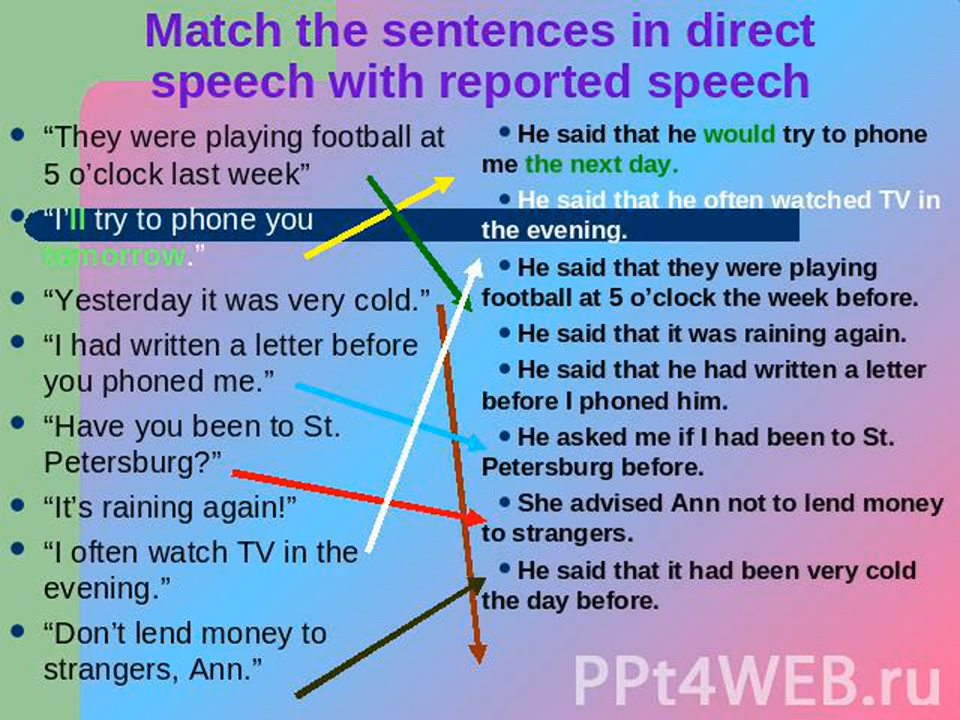 Match the sentences in direct
speech with reported speech
“They were playing football at
5 o’clock last week”
“I’ll try to phone you
tomorrow.”
“Yesterday it was very cold.”
“I had written a letter before
you phoned me.”
“Have you been to St.
Petersburg?”
“It’s raining again!”
“I often watch TV in the
evening.”
“Don’t lend money to
strangers, Ann.”
He said that he would try to phone
me the next day.
He said that he often watched TV in
the evening.
He said that they were playing
football at 5 o’clock the week before.
He said that it was raining again.
He said that he had written a letter
before I phoned him.
He asked me if I had been to St.
Petersburg before.
She advised Ann not to lend money
to strangers.
He said that it had been very cold
the day before.
PPt4WEB.ru